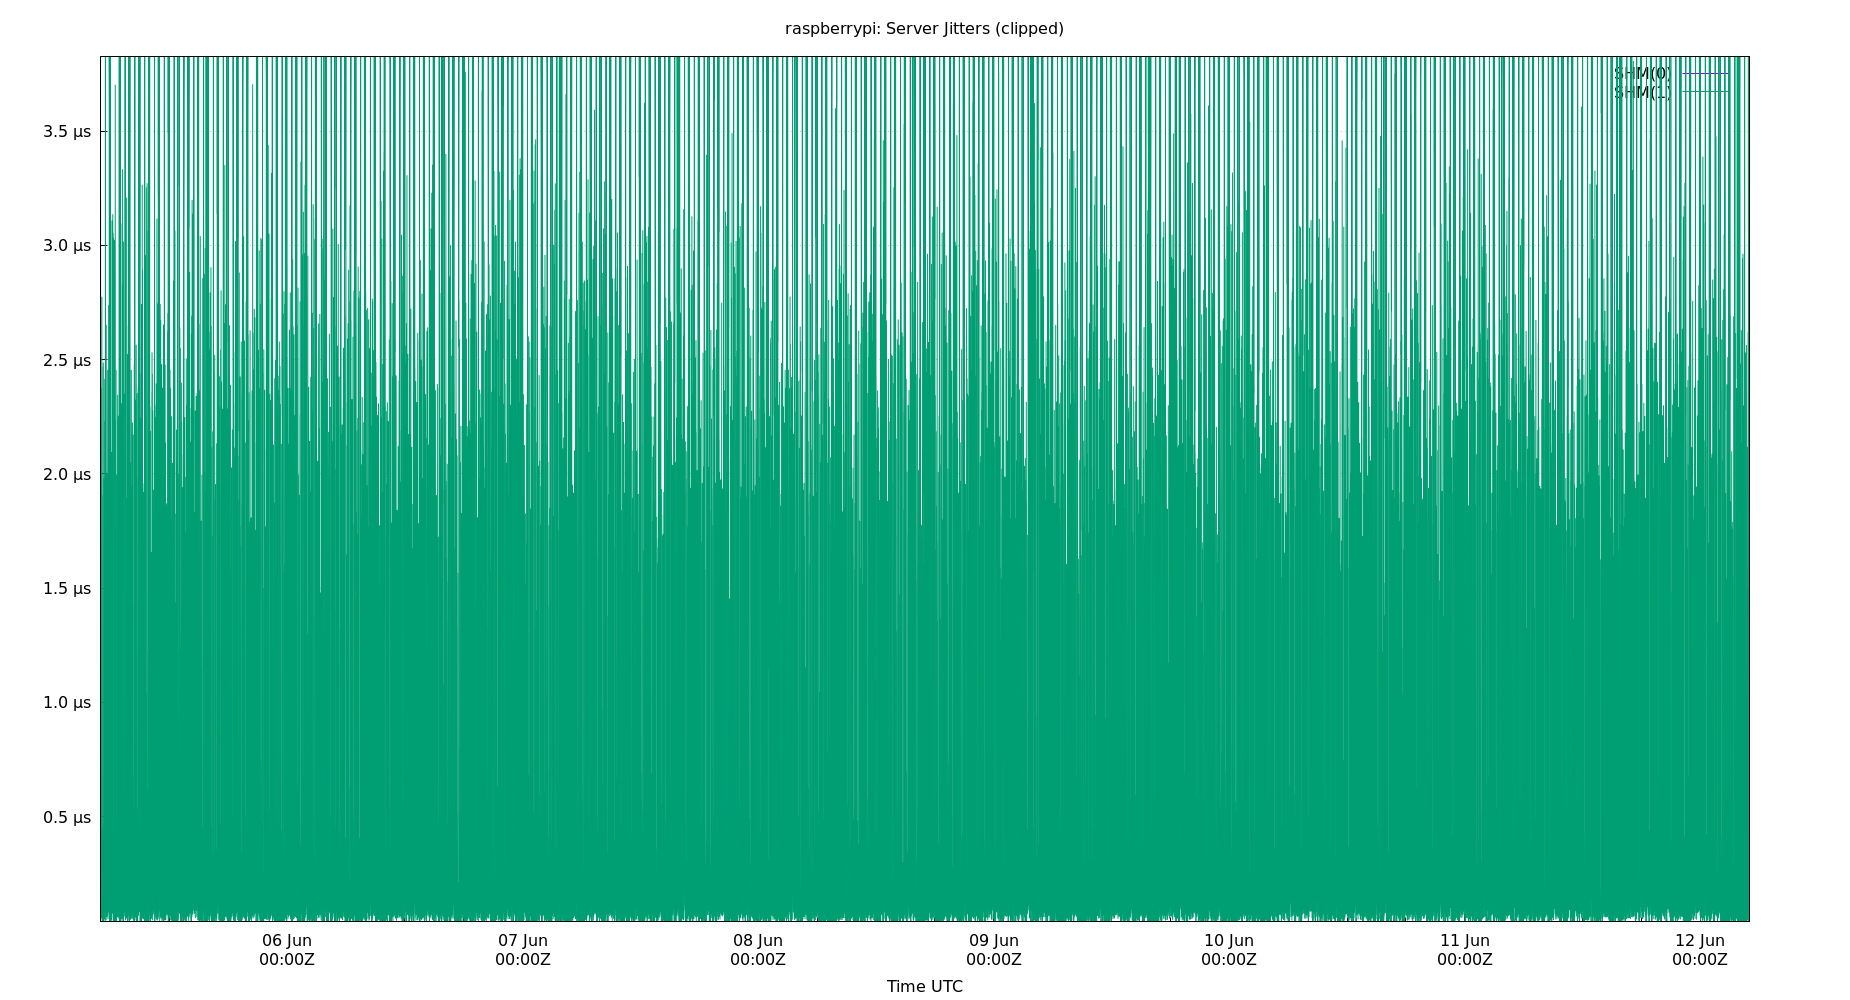 raspberrypi: Server Jitters (clipped)
SHM(0)
SHM(1)
3.5 µs
3.0 µs
2.5 µs
2.0 µs
1.5 µs
1.0 µs
0.5 µs
06 Jun 07 Jun 08 Jun 09 Jun 10 Jun 11 Jun 12 Jun
00:00Z 00:00Z 00:00Z 00:00Z 00:00Z 00:00Z 00:00Z
Time UTC